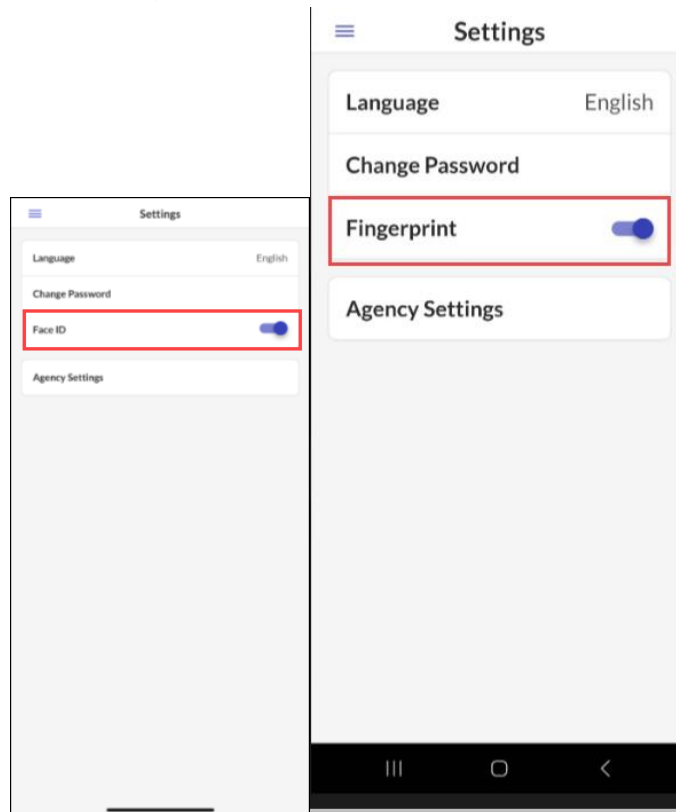 Settings
Language English
Change Password
Face ID
Agency Settings
Settings
Language English
Change Password
Fingerprint
Agency Settings